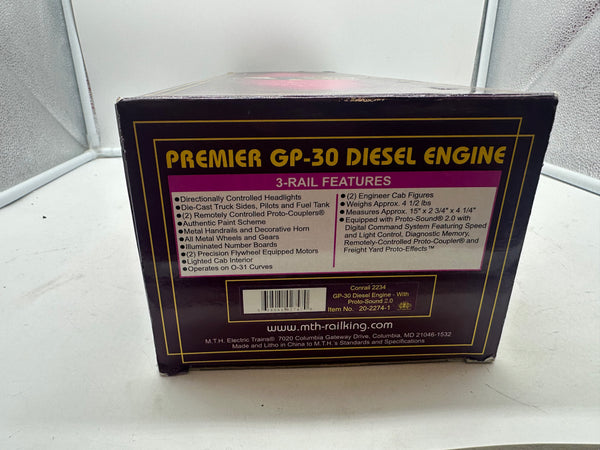 PREMIER GP-30 DIESEL ENGINE
3-RAIL FEATURES
●Directionally Controlled Headlights
●Die-Cast Truck Sides, Pilots and Fuel Tank
●(2) Remotely Controlled Proto-Couplers®
●Authentic Paint Scheme
●Metal Handrails and Decorative Horn
●All Metal Wheels and Gears
●Illuminated Number Boards
●(2) Precision Flywheel Equipped Motors
●Lighted Cab Interior
●Operates on O-31 Curves
●(2) Engineer Cab Figures
●Weighs Approx. 4 1/2 lbs
●Measures Approx. 15" x 2 3/4" x 4 1/4"
●Equipped with Proto-Sound® 2.0 with
Digital Command System Featuring Speed
and Light Control, Diagnostic Memory,
Remotely-Controlled Proto-Coupler® and
Freight Yard Proto-Effects™
Conrail 2234
GP-30 Diesel Engine - With
Proto-Sound 2.0
Item No. 20-2274-1
www.mth-railking.com
M.T.H. Electric Trains® 7020 Columbia Gateway Drive, Columbia, MD 21046-1532
Made and Litho in China to M.T.H.'s Standards and Specifications